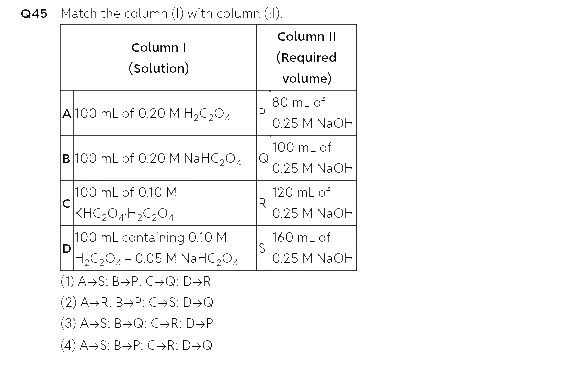 Q45 Match the column (I) with column (II).
Column I
(Solution)
Column II
(Required
volume)
A 100 mL of 0.20 M H₂C₂O₄
P 80 mL of
0.25 M NaOH
B 100 mL of 0.20 M NaHC₂O₄
Q 100 mL of
0.25 M NaOH
C 100 mL of 0.10 M
KHC₂O₄·H₂C₂O₄
R 120 mL of
0.25 M NaOH
D 100 mL containing 0.10 M
H₂C₂O₄ + 0.05 M NaHC₂O₄
S 160 mL of
0.25 M NaOH
(1) A→S; B→P; C→Q; D→R
(2) A→R; B→P; C→S; D→Q
(3) A→S; B→Q; C→R; D→P
(4) A→S; B→P; C→R; D→Q